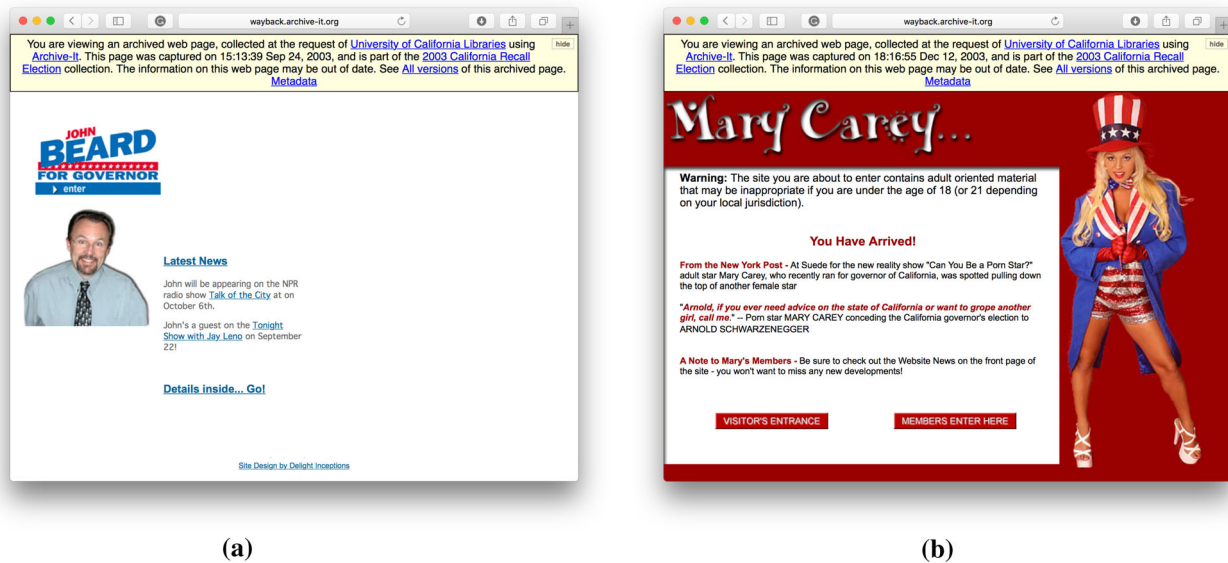 wayback.archive-it.org
You are viewing an archived web page, collected at the request of University of California Libraries using
hide
Archive-It. This page was captured on 15:13:39 Sep 24, 2003, and is part of the 2003 California Recall
Election collection. The information on this web page may be out of date. See All versions of this archived page.
Metadata
JOHN
BEARD
FOR GOVERNOR
enter
Latest News
John will be appearing on the NPR
radio show Talk of the City at on
October 6th.
John's a guest on the Tonight
Show with Jay Leno on September
22!
Details inside... Go!
Site Design by Delight Inceptions
(a)
wayback.archive-it.org
You are viewing an archived web page, collected at the request of University of California Libraries using
hide
Archive-It. This page was captured on 18:16:55 Dec 12, 2003, and is part of the 2003 California Recall
Election collection. The information on this web page may be out of date. See All versions of this archived page.
Metadata
Mary Carey...
Warning: The site you are about to enter contains adult oriented material
that may be inappropriate if you are under the age of 18 (or 21 depending
on your local jurisdiction).
You Have Arrived!
From the New York Post - At Suede for the new reality show "Can You Be a Porn Star?"
adult star Mary Carey, who recently ran for governor of California, was spotted pulling down
the top of another female star
"Arnold, if you ever need advice on the state of California or want to grope another
girl, call me." -- Porn star MARY CAREY conceding the California governor's election to
ARNOLD SCHWARZENEGGER
A Note to Mary's Members - Be sure to check out the Website News on the front page of
the site - you won't want to miss any new developments!
VISITOR'S ENTRANCE
MEMBERS ENTER HERE
(b)